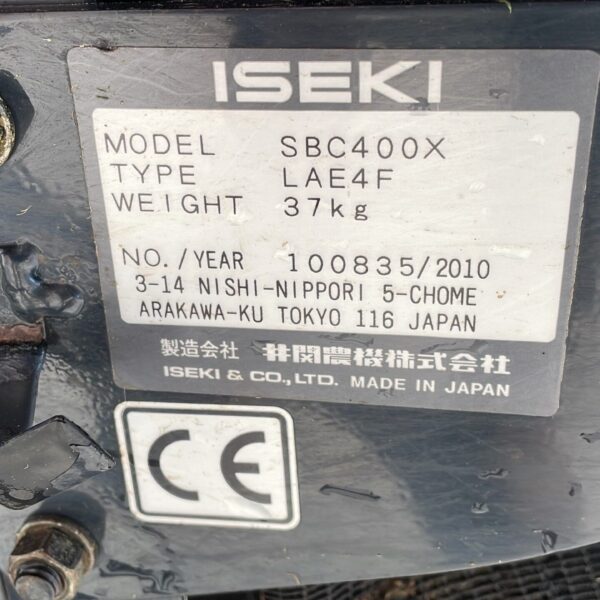 ISEKI
MODEL SBC400X
TYPE LAE4F
WEIGHT 37kg
NO./YEAR 100835/2010
3-14 NISHI-NIPPORI 5-CHOME
ARAKAWA-KU TOKYO 116 JAPAN
製造会社 井関農機株式会社
ISEKI & CO.,LTD. MADE IN JAPAN
CE